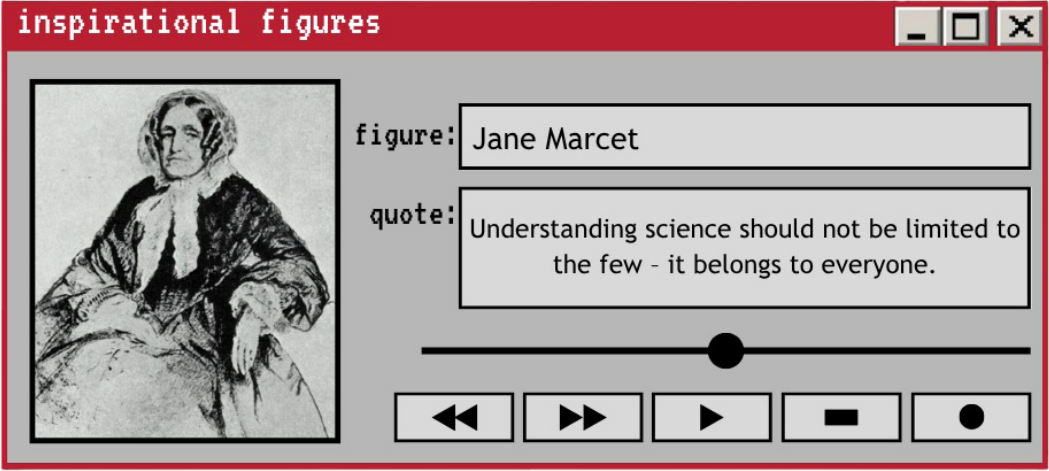 inspirational figures
figure: Jane Marcet
quote: Understanding science should not be limited to
the few – it belongs to everyone.